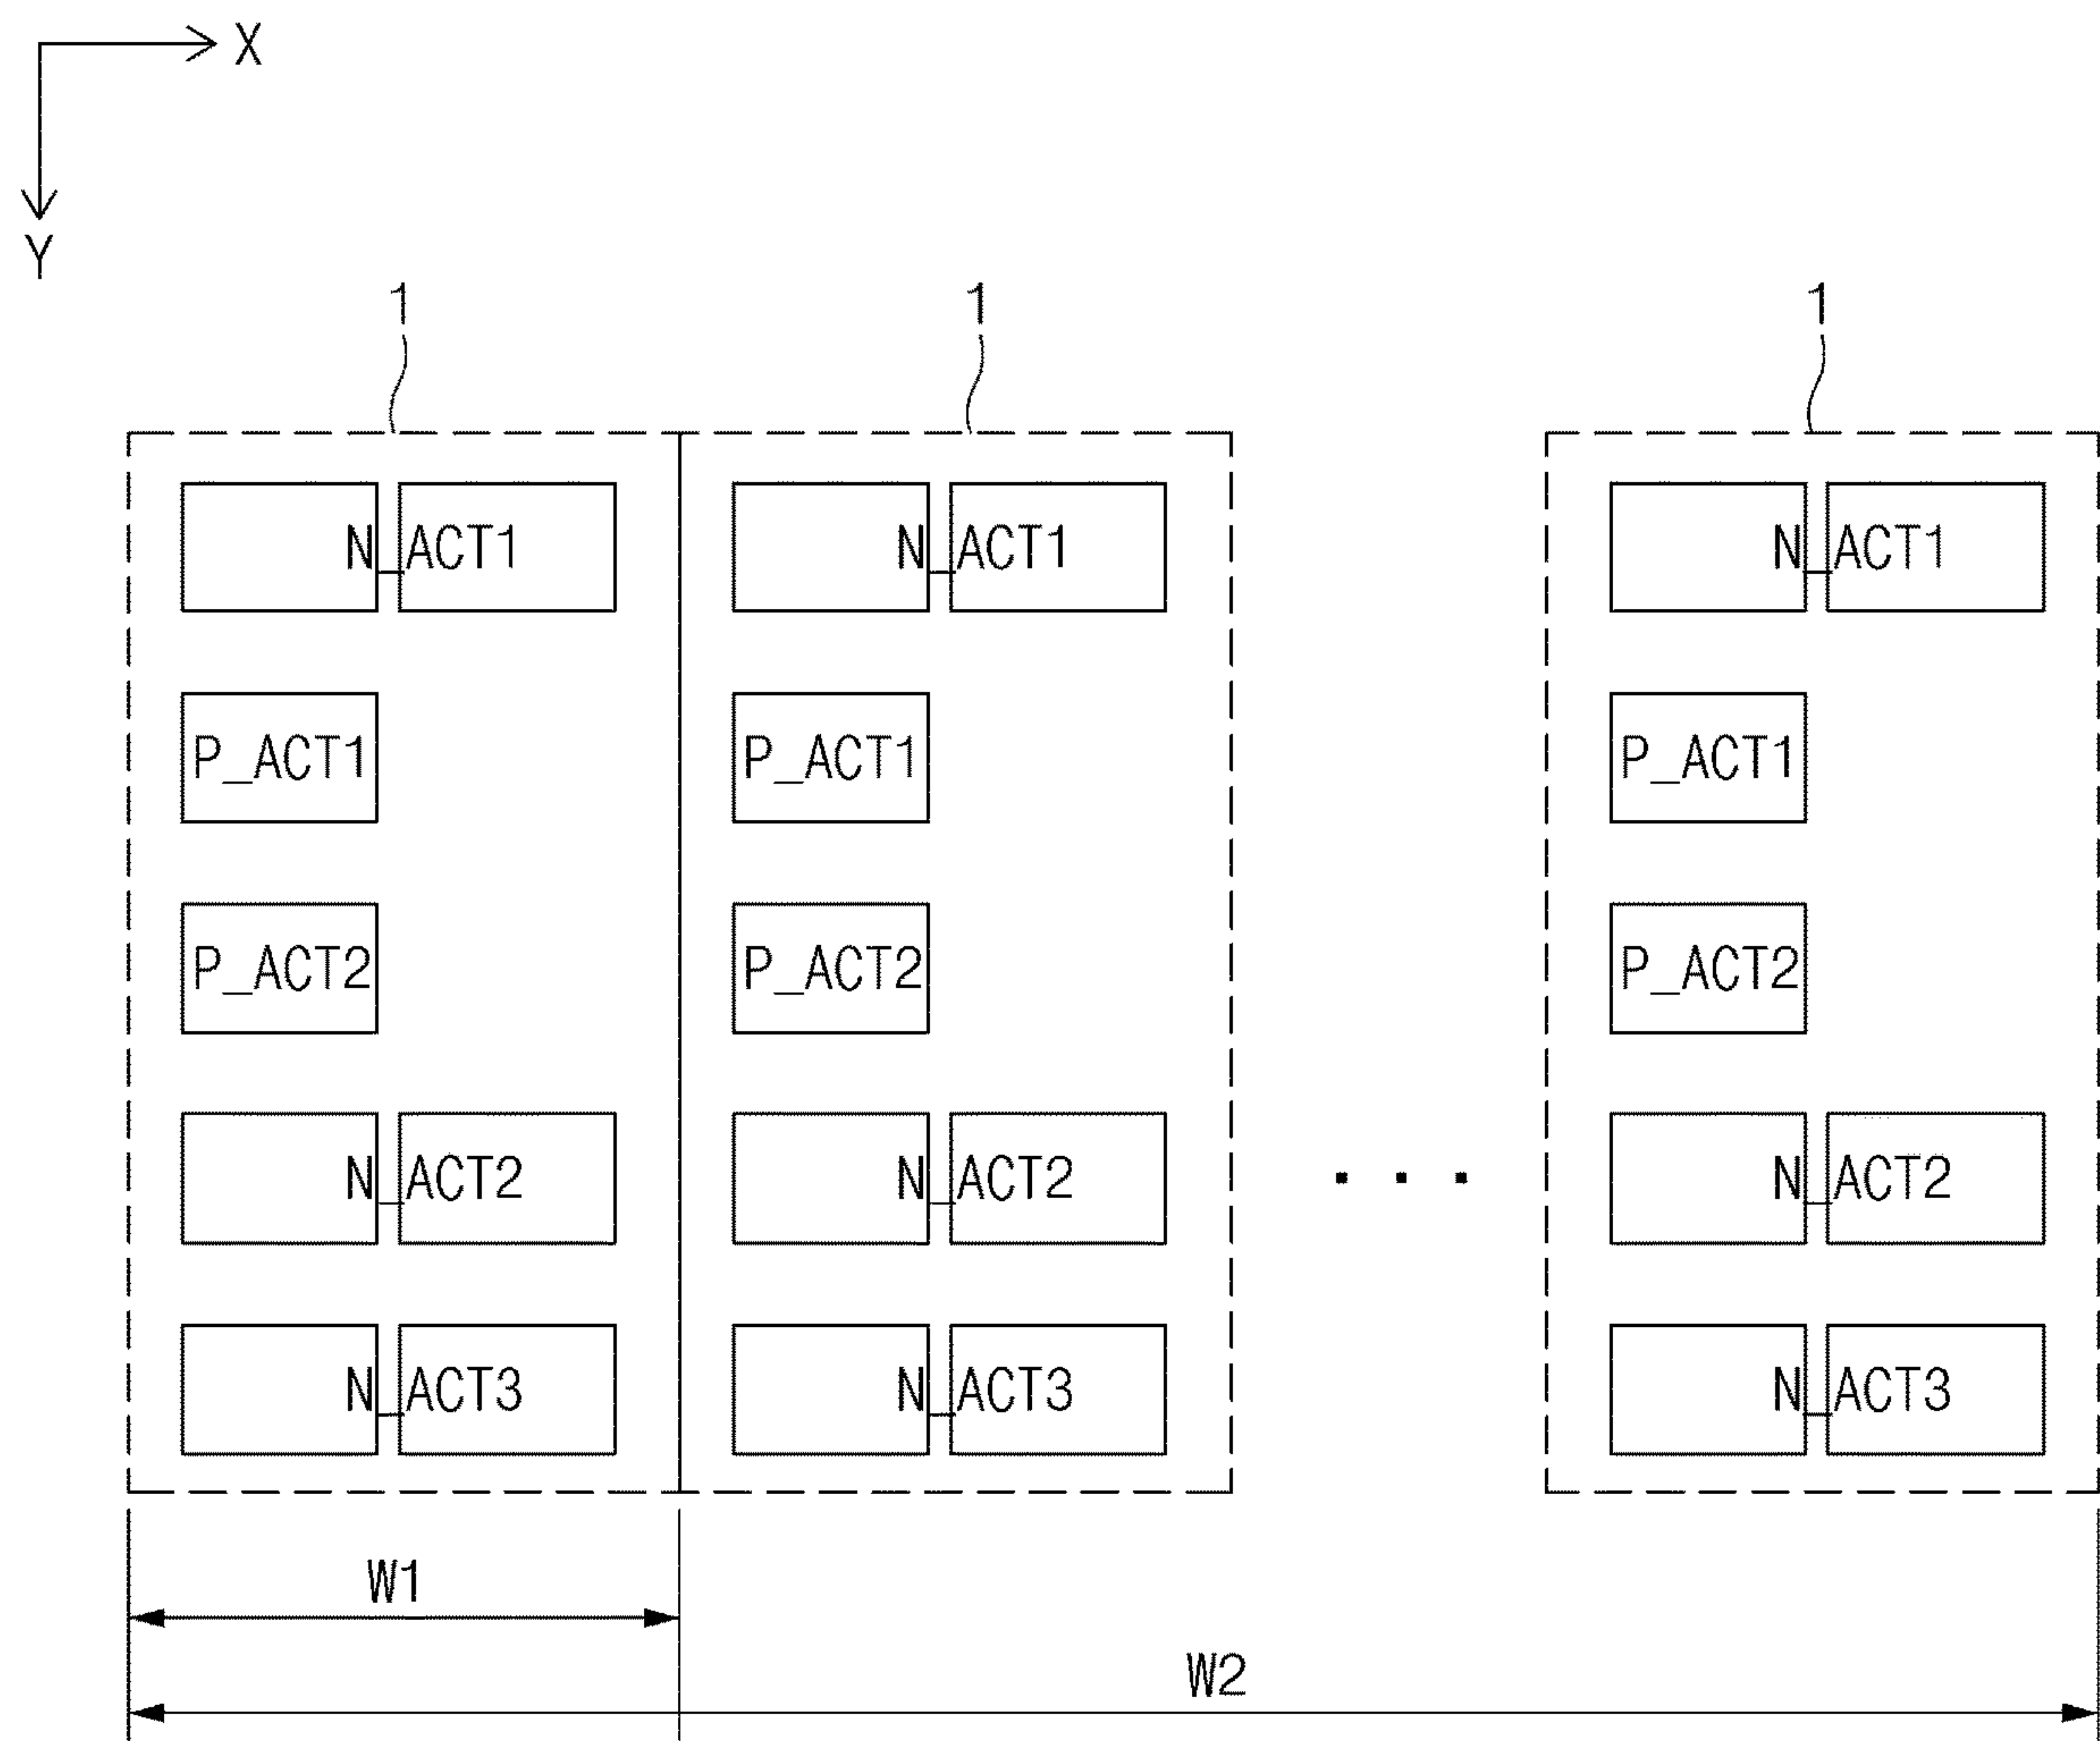 X
Y
1 1 1
N_ACT1 N_ACT1 N_ACT1
P_ACT1 P_ACT1 P_ACT1
P_ACT2 P_ACT2 P_ACT2
N_ACT2 N_ACT2 . . . N_ACT2
N_ACT3 N_ACT3 N_ACT3
W1
W2